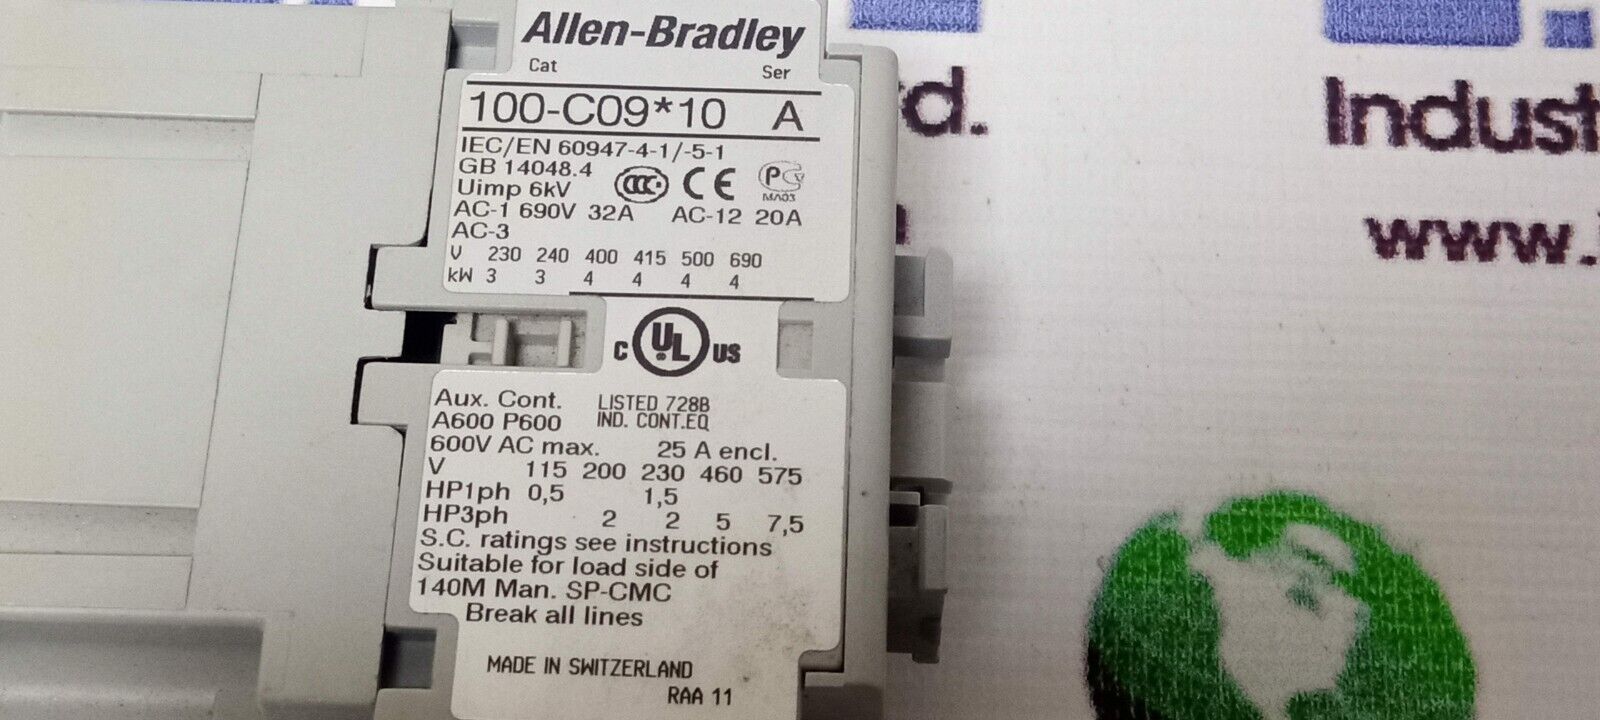 Allen-Bradley
Cat Ser
100-C09*10 A
IEC/EN 60947-4-1/-5-1
GB 14048.4
Uimp 6kV CCC CE
AC-1 690V 32A AC-12 20A
AC-3
V 230 240 400 415 500 690
kW 3 3 4 4 4 4
c UL us
Aux. Cont. LISTED 728B
A600 P600 IND. CONT.EQ
600V AC max. 25 A encl.
V 115 200 230 460 575
HP1ph 0,5 1,5
HP3ph 2 2 5 7,5
S.C. ratings see instructions
Suitable for load side of
140M Man. SP-CMC
Break all lines
MADE IN SWITZERLAND
RAA 11
d.
Indust
www.